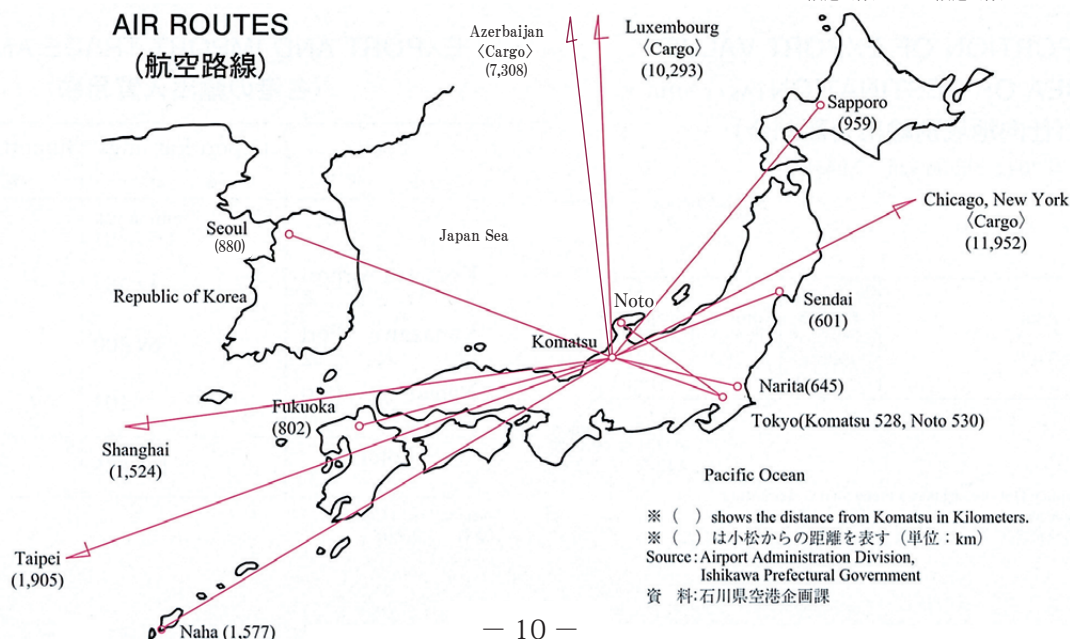 AIR ROUTES
(航空路線)
Azerbaijan
〈Cargo〉
(7,308)
Luxembourg
〈Cargo〉
(10,293)
Sapporo
(959)
Chicago, New York
〈Cargo〉
(11,952)
Seoul
(880)
Japan Sea
Republic of Korea
Noto
Sendai
(601)
Komatsu
Narita(645)
Fukuoka
(802)
Tokyo(Komatsu 528, Noto 530)
Shanghai
(1,524)
Pacific Ocean
Taipei
(1,905)
※ (　) shows the distance from Komatsu in Kilometers.
※ (　) は小松からの距離を表す (単位：km)
Source：Airport Administration Division,
Ishikawa Prefectural Government
資　料：石川県空港企画課
Naha (1,577)
− 10 −